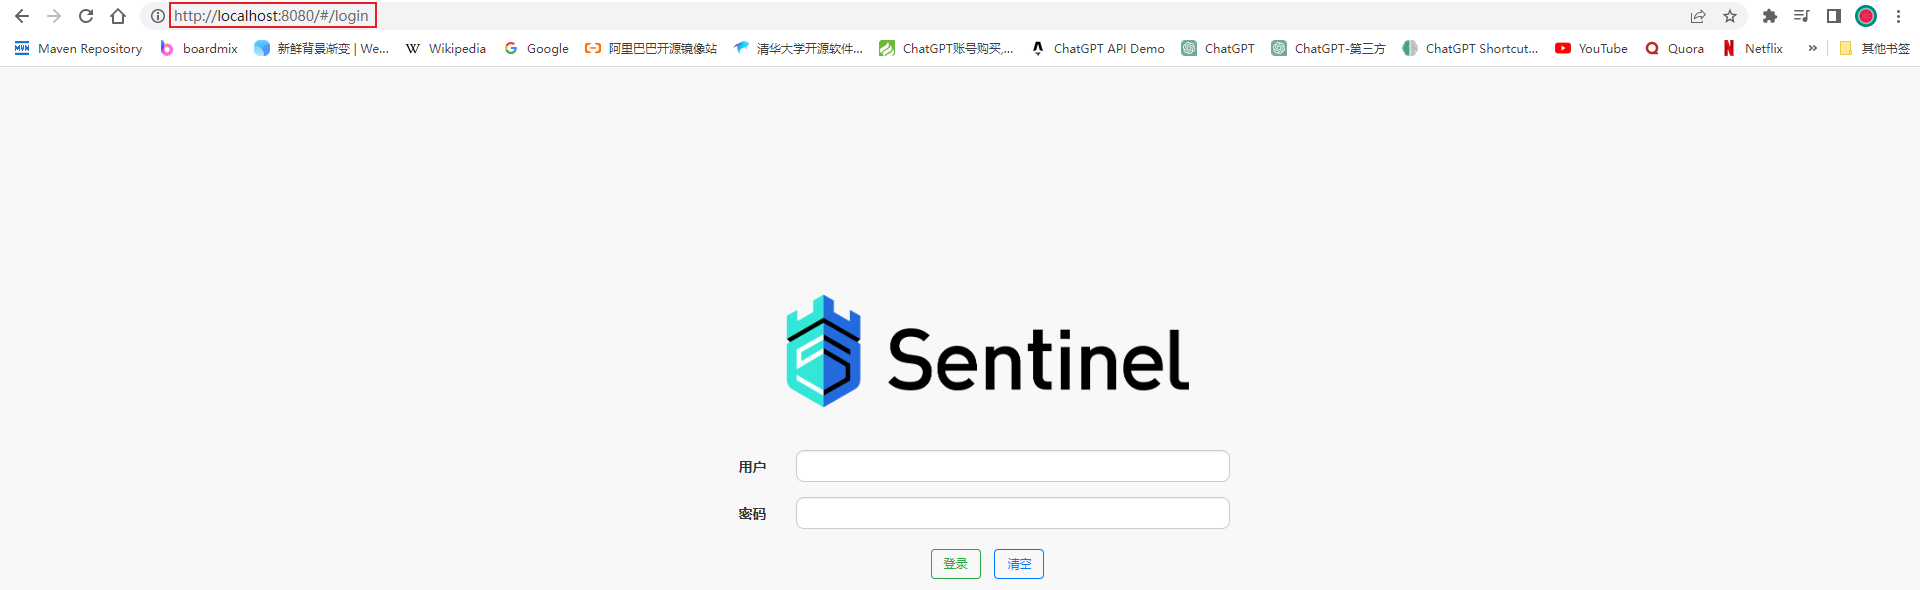 http://localhost:8080/#/login
Maven Repository boardmix 新鲜背景渐变 | We... Wikipedia Google 阿里巴巴开源镜像站 清华大学开源软件... ChatGPT账号购买,... ChatGPT API Demo ChatGPT ChatGPT-第三方 ChatGPT Shortcut... YouTube Quora Netflix » 其他书签
Sentinel
用户
密码
登录 清空